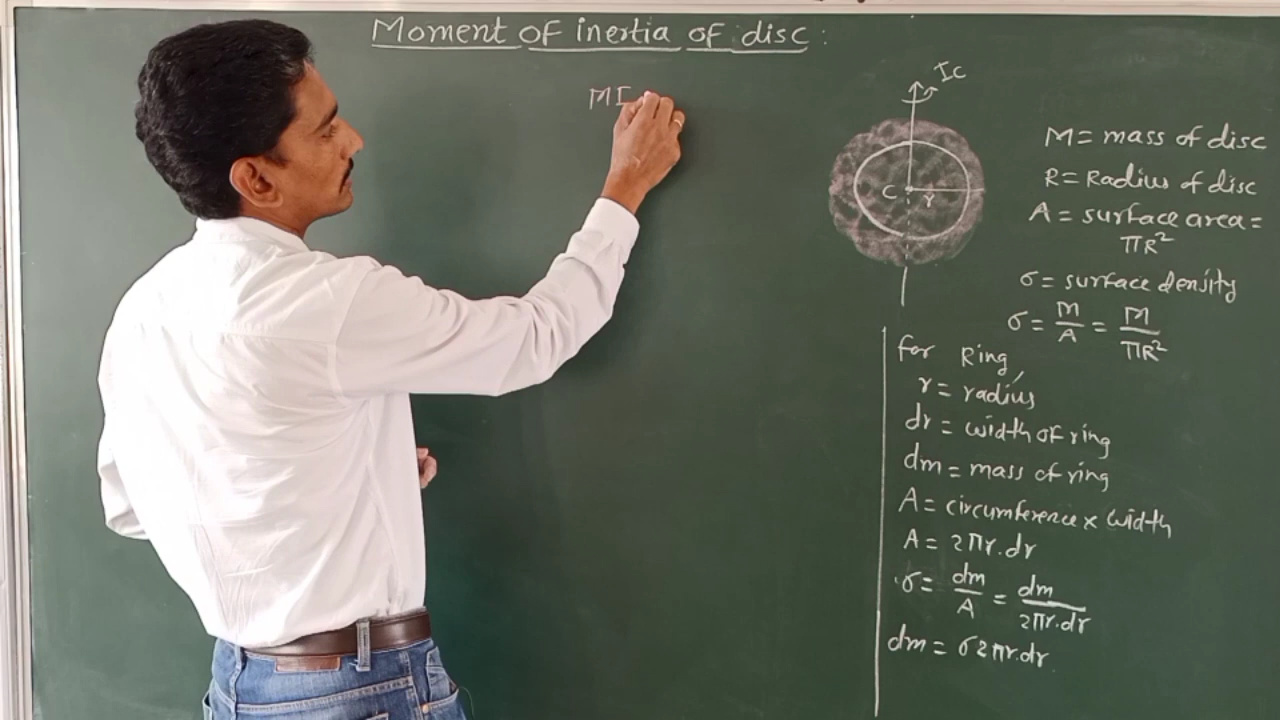 Moment of inertia of disc:
MI
Ic
C r
M = mass of disc
R = Radius of disc
A = surface area =
πR²
σ = surface density
σ = M/A = M/πR²
for Ring,
r = radius
dr = width of ring
dm = mass of ring
A = circumference x width
A = 2πr.dr
σ = dm/A = dm/2πr.dr
dm = σ2πr.dr